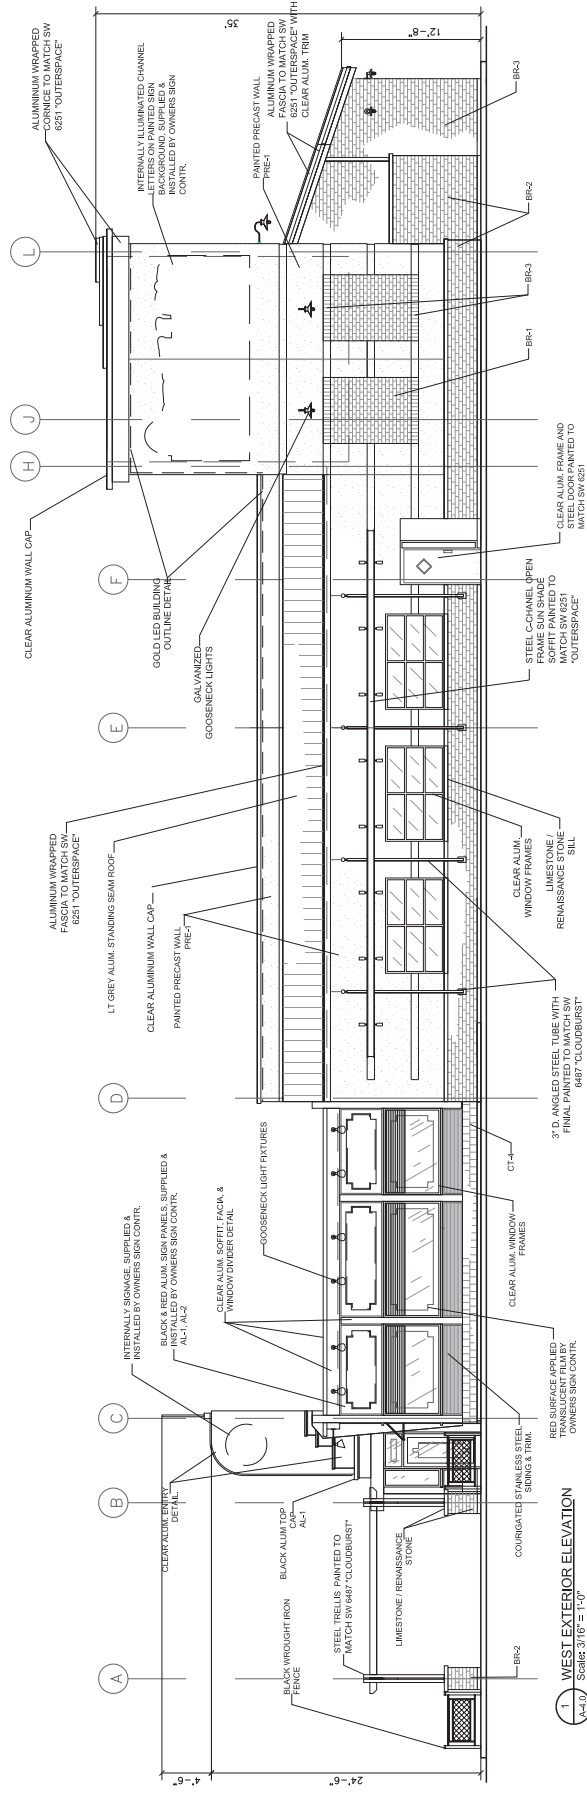 4'-6"
24'-6"
A
B
C
D
E
F
H
J
L
35'
12'-8"
CLEAR ALUM. ENTRY
DETAIL.
INTERNALLY SIGNAGE, SUPPLIED &
INSTALLED BY OWNERS SIGN CONTR.
BLACK & RED ALUM. SIGN PANELS, SUPPLIED &
INSTALLED BY OWNERS SIGN CONTR.
AL-1, AL-2
CLEAR ALUM. SOFFIT, FACIA, &
WINDOW DIVIDER DETAIL
GOOSENECK LIGHT FIXTURES
BLACK WROUGHT IRON
FENCE
BLACK ALUM TOP
CAP
AL-1
STEEL TRELLIS PAINTED TO
MATCH SW 6487 "CLOUDBURST"
LIMESTONE / RENAISSANCE
STONE
ALUMINUM WRAPPED
FASCIA TO MATCH SW
6251 "OUTERSPACE"
LT GREY ALUM. STANDING SEAM ROOF
CLEAR ALUMINUM WALL CAP
PAINTED PRECAST WALL
PRE-1
CLEAR ALUMINUM WALL CAP
GOLD LED BUILDING
OUTLINE DETAIL
GALVANIZED
GOOSENECK LIGHTS
ALUMNINUM WRAPPED
CORNICE TO MATCH SW
6251 "OUTERSPACE"
INTERNALLY ILLUMINATED CHANNEL
LETTERS ON PAINTED SIGN
BACKGROUND, SUPPLIED &
INSTALLED BY OWNERS SIGN
CONTR.
PAINTED PRECAST WALL
PRE-1
ALUMINUM WRAPPED
FASCIA TO MATCH SW
6251 "OUTERSPACE" WITH
CLEAR ALUM. TRIM
BR-2
COURIGATED STAINLESS STEEL
SIDING & TRIM.
RED SURFACE APPLIED
TRANSLUCENT FILM BY
OWNERS SIGN CONTR.
CLEAR ALUM. WINDOW
FRAMES
CT-4
3" D. ANGLED STEEL TUBE WITH
FINIAL PAINTED TO MATCH SW
6487 "CLOUDBURST"
CLEAR ALUM.
WINDOW FRAMES
LIMESTONE /
RENAISSANCE STONE
SILL
STEEL C-CHANEL OPEN
FRAME SUN SHADE
SOFFIT PAINTED TO
MATCH SW 6251
"OUTERSPACE"
CLEAR ALUM. FRAME AND
STEEL DOOR PAINTED TO
MATCH SW 6251
BR-1
BR-3
BR-2
BR-3
1
A-4.0
WEST EXTERIOR ELEVATION
Scale: 3/16" = 1'-0"